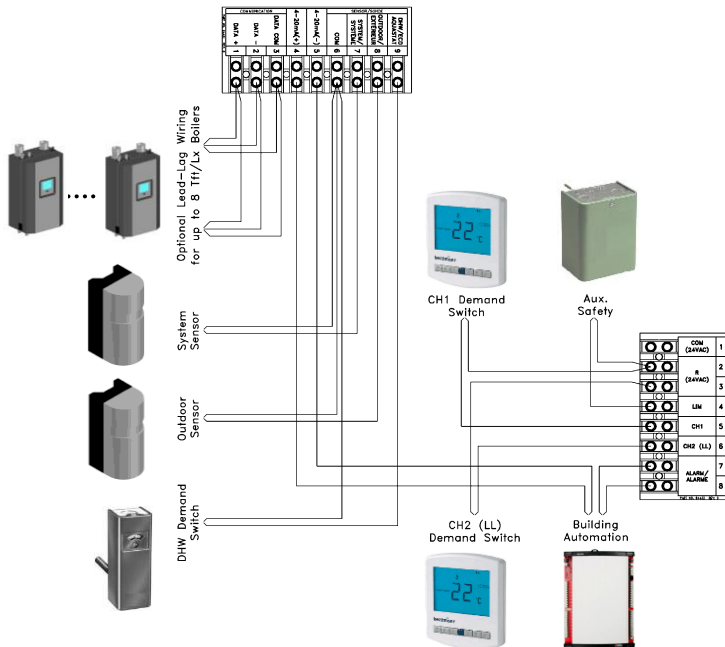 COMMUNICATION
SENSOR/SONDE
DATA +
DATA -
DATA COM
4-20mA(+)
4-20mA(-)
COM
SYSTEM/
SYSTÈME
OUTDOOR/
EXTÉRIEUR
DHW/ECO
AQUASTAT
1
2
3
4
5
6
7
8
9
Optional Lead-Lag Wiring
for up to 8 Tft/Lx Boilers
System
Sensor
Outdoor
Sensor
DHW Demand
Switch
22 °C
CH1 Demand
Switch
Aux.
Safety
COM
(24VAC)
1
R
(24VAC)
2
3
LIM
4
CH1
5
CH2 (LL)
6
ALARM/
ALARME
7
8
CH2 (LL)
Demand Switch
Building
Automation
22 °C